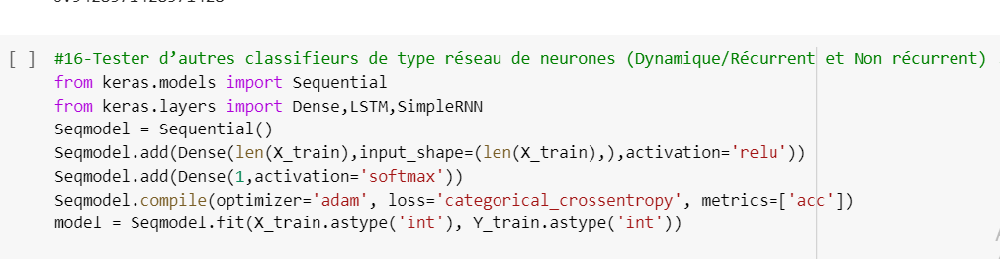 [ ] #16-Tester d’autres classifieurs de type réseau de neurones (Dynamique/Récurrent et Non récurrent)
from keras.models import Sequential
from keras.layers import Dense,LSTM,SimpleRNN
Seqmodel = Sequential()
Seqmodel.add(Dense(len(X_train),input_shape=(len(X_train),),activation='relu'))
Seqmodel.add(Dense(1,activation='softmax'))
Seqmodel.compile(optimizer='adam', loss='categorical_crossentropy', metrics=['acc'])
model = Seqmodel.fit(X_train.astype('int'), Y_train.astype('int'))